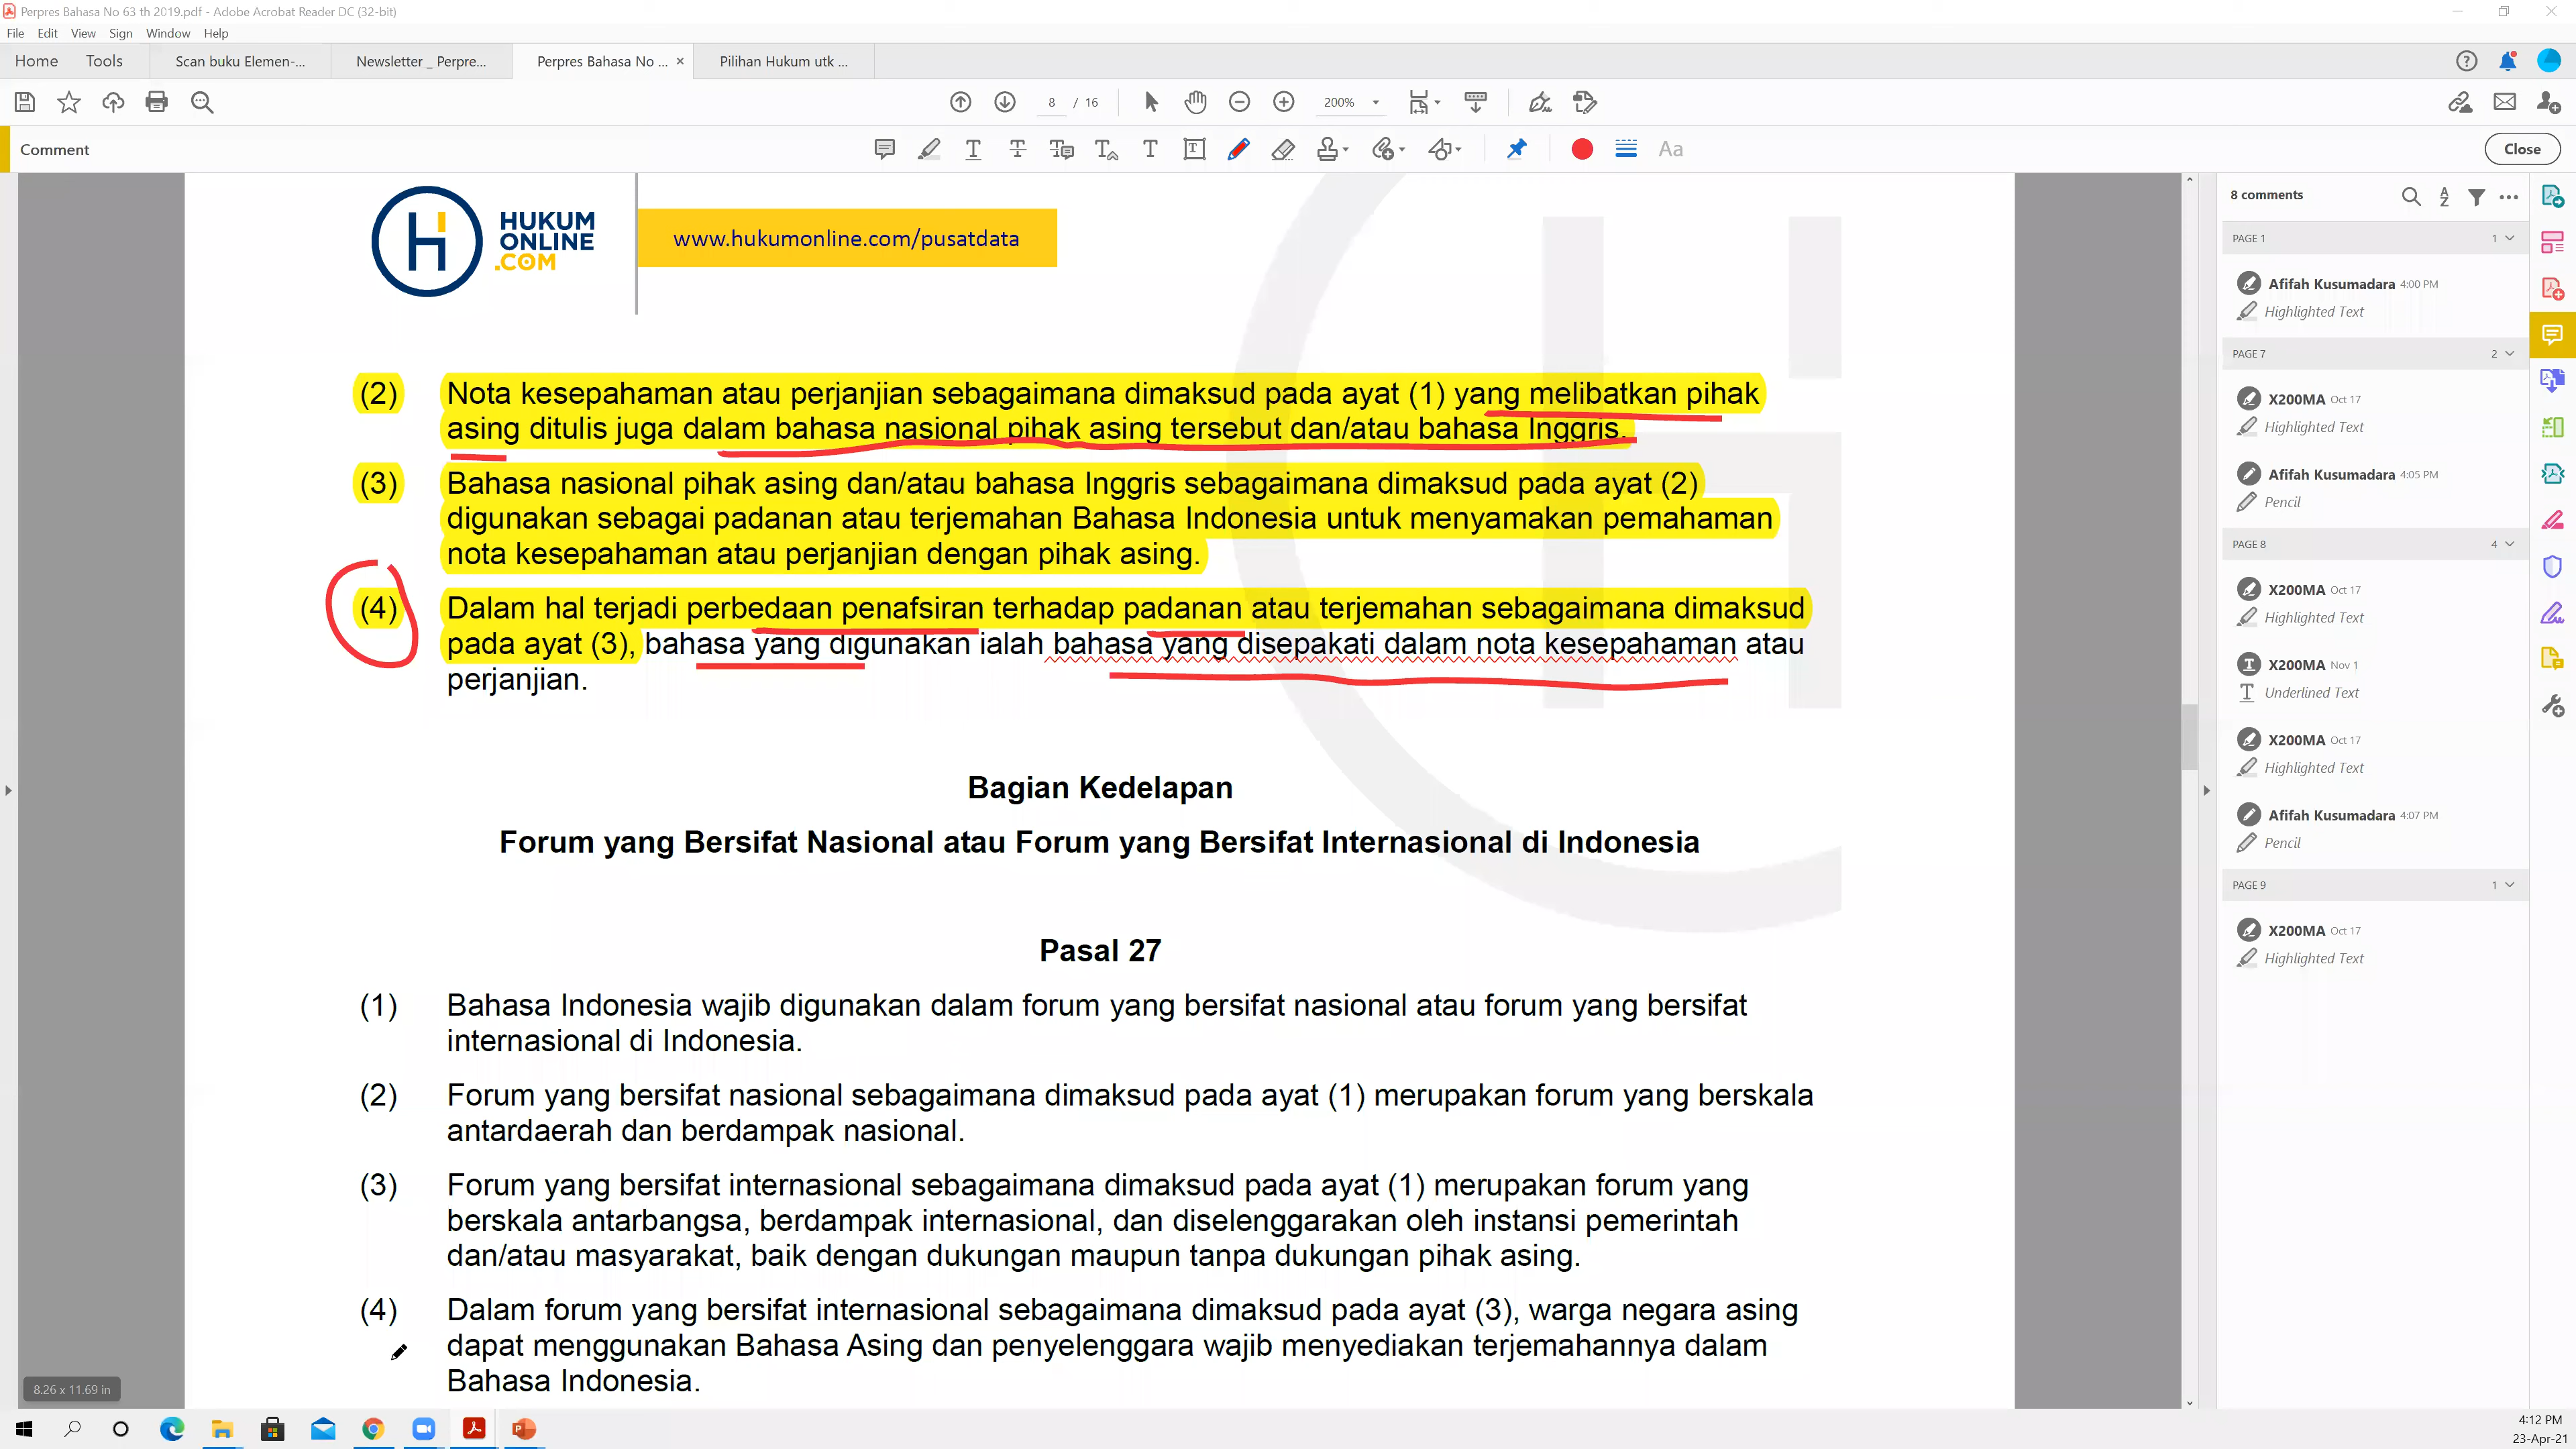 Perpres Bahasa No 63 th 2019.pdf - Adobe Acrobat Reader DC (32-bit)
File Edit View Sign Window Help
Home Tools Scan buku Elemen-... Newsletter _ Perpre... Perpres Bahasa No ... × Pilihan Hukum utk ...
8 / 16 200%
Comment Aa Close
HUKUM
ONLINE
.COM
www.hukumonline.com/pusatdata
(2) Nota kesepahaman atau perjanjian sebagaimana dimaksud pada ayat (1) yang melibatkan pihak
asing ditulis juga dalam bahasa nasional pihak asing tersebut dan/atau bahasa Inggris.
(3) Bahasa nasional pihak asing dan/atau bahasa Inggris sebagaimana dimaksud pada ayat (2)
digunakan sebagai padanan atau terjemahan Bahasa Indonesia untuk menyamakan pemahaman
nota kesepahaman atau perjanjian dengan pihak asing.
(4) Dalam hal terjadi perbedaan penafsiran terhadap padanan atau terjemahan sebagaimana dimaksud
pada ayat (3), bahasa yang digunakan ialah bahasa yang disepakati dalam nota kesepahaman atau
perjanjian.
Bagian Kedelapan
Forum yang Bersifat Nasional atau Forum yang Bersifat Internasional di Indonesia
Pasal 27
(1) Bahasa Indonesia wajib digunakan dalam forum yang bersifat nasional atau forum yang bersifat
internasional di Indonesia.
(2) Forum yang bersifat nasional sebagaimana dimaksud pada ayat (1) merupakan forum yang berskala
antardaerah dan berdampak nasional.
(3) Forum yang bersifat internasional sebagaimana dimaksud pada ayat (1) merupakan forum yang
berskala antarbangsa, berdampak internasional, dan diselenggarakan oleh instansi pemerintah
dan/atau masyarakat, baik dengan dukungan maupun tanpa dukungan pihak asing.
(4) Dalam forum yang bersifat internasional sebagaimana dimaksud pada ayat (3), warga negara asing
dapat menggunakan Bahasa Asing dan penyelenggara wajib menyediakan terjemahannya dalam
Bahasa Indonesia.
8.26 x 11.69 in
8 comments
PAGE 1 1
Afifah Kusumadara 4:00 PM
Highlighted Text
PAGE 7 2
X200MA Oct 17
Highlighted Text
Afifah Kusumadara 4:05 PM
Pencil
PAGE 8 4
X200MA Oct 17
Highlighted Text
X200MA Nov 1
Underlined Text
X200MA Oct 17
Highlighted Text
Afifah Kusumadara 4:07 PM
Pencil
PAGE 9 1
X200MA Oct 17
Highlighted Text
4:12 PM
23-Apr-21